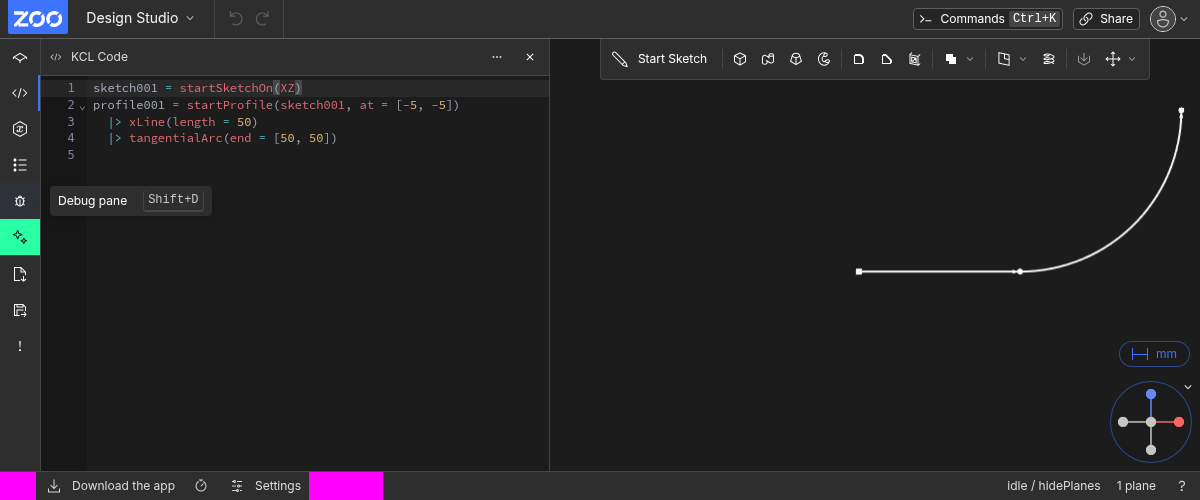 ZOO Design Studio
Commands Ctrl+K Share
KCL Code
Start Sketch
1 sketch001 = startSketchOn(XZ)
2 profile001 = startProfile(sketch001, at = [-5, -5])
3 |> xLine(length = 50)
4 |> tangentialArc(end = [50, 50])
5
Debug pane Shift+D
mm
Download the app Settings idle / hidePlanes 1 plane ?